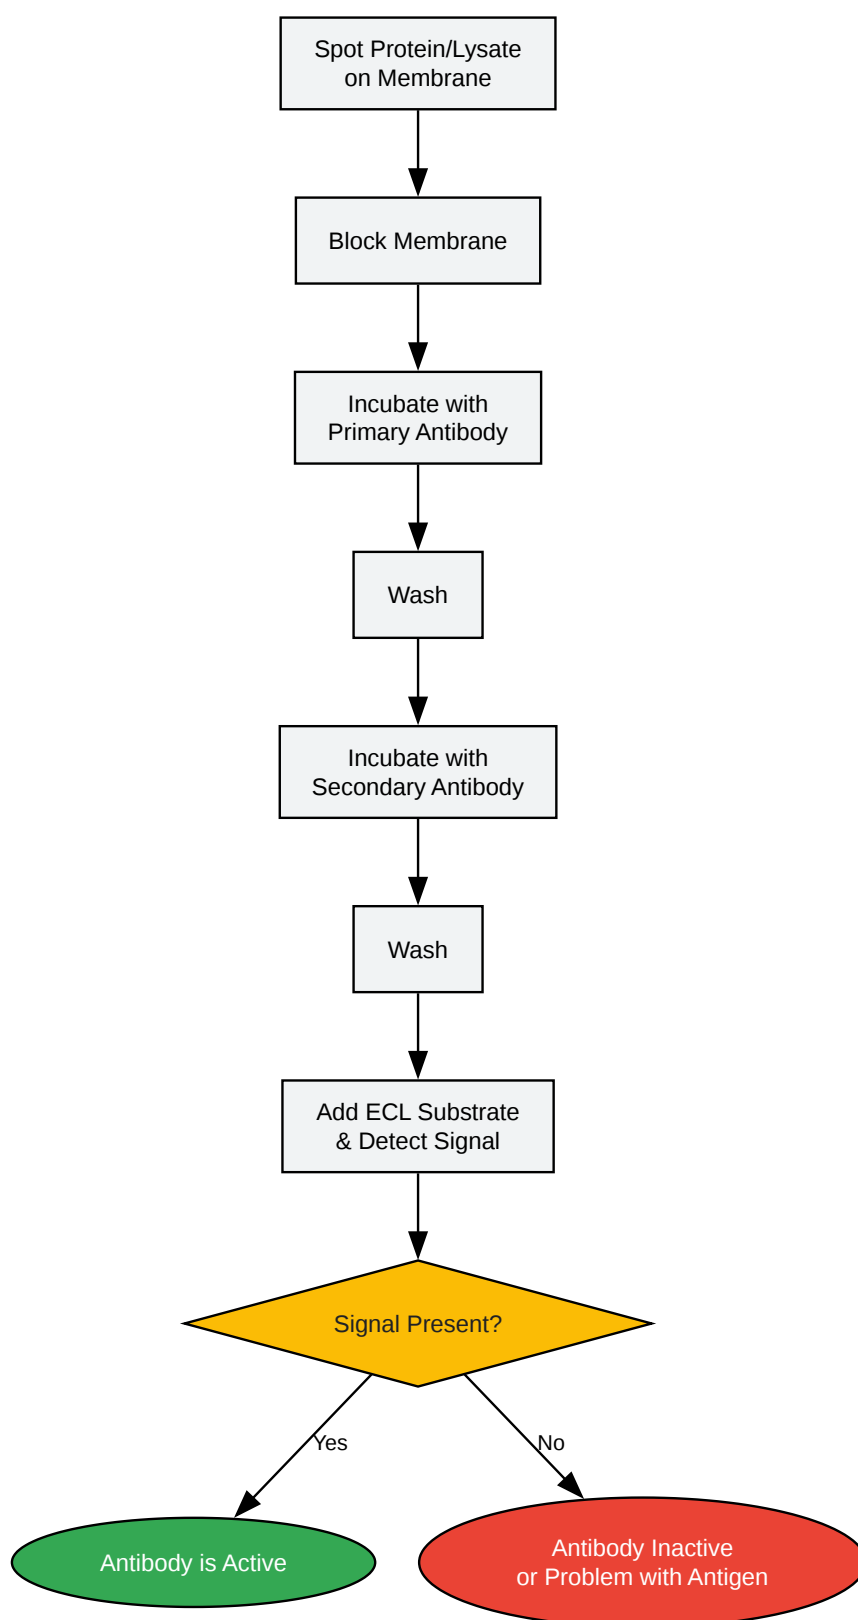 Spot Protein/Lysate
on Membrane
Block Membrane
Incubate with
Primary Antibody
Wash
Incubate with
Secondary Antibody
Wash
Add ECL Substrate
& Detect Signal
Signal Present?
Yes
No
Antibody is Active
Antibody Inactive
or Problem with Antigen